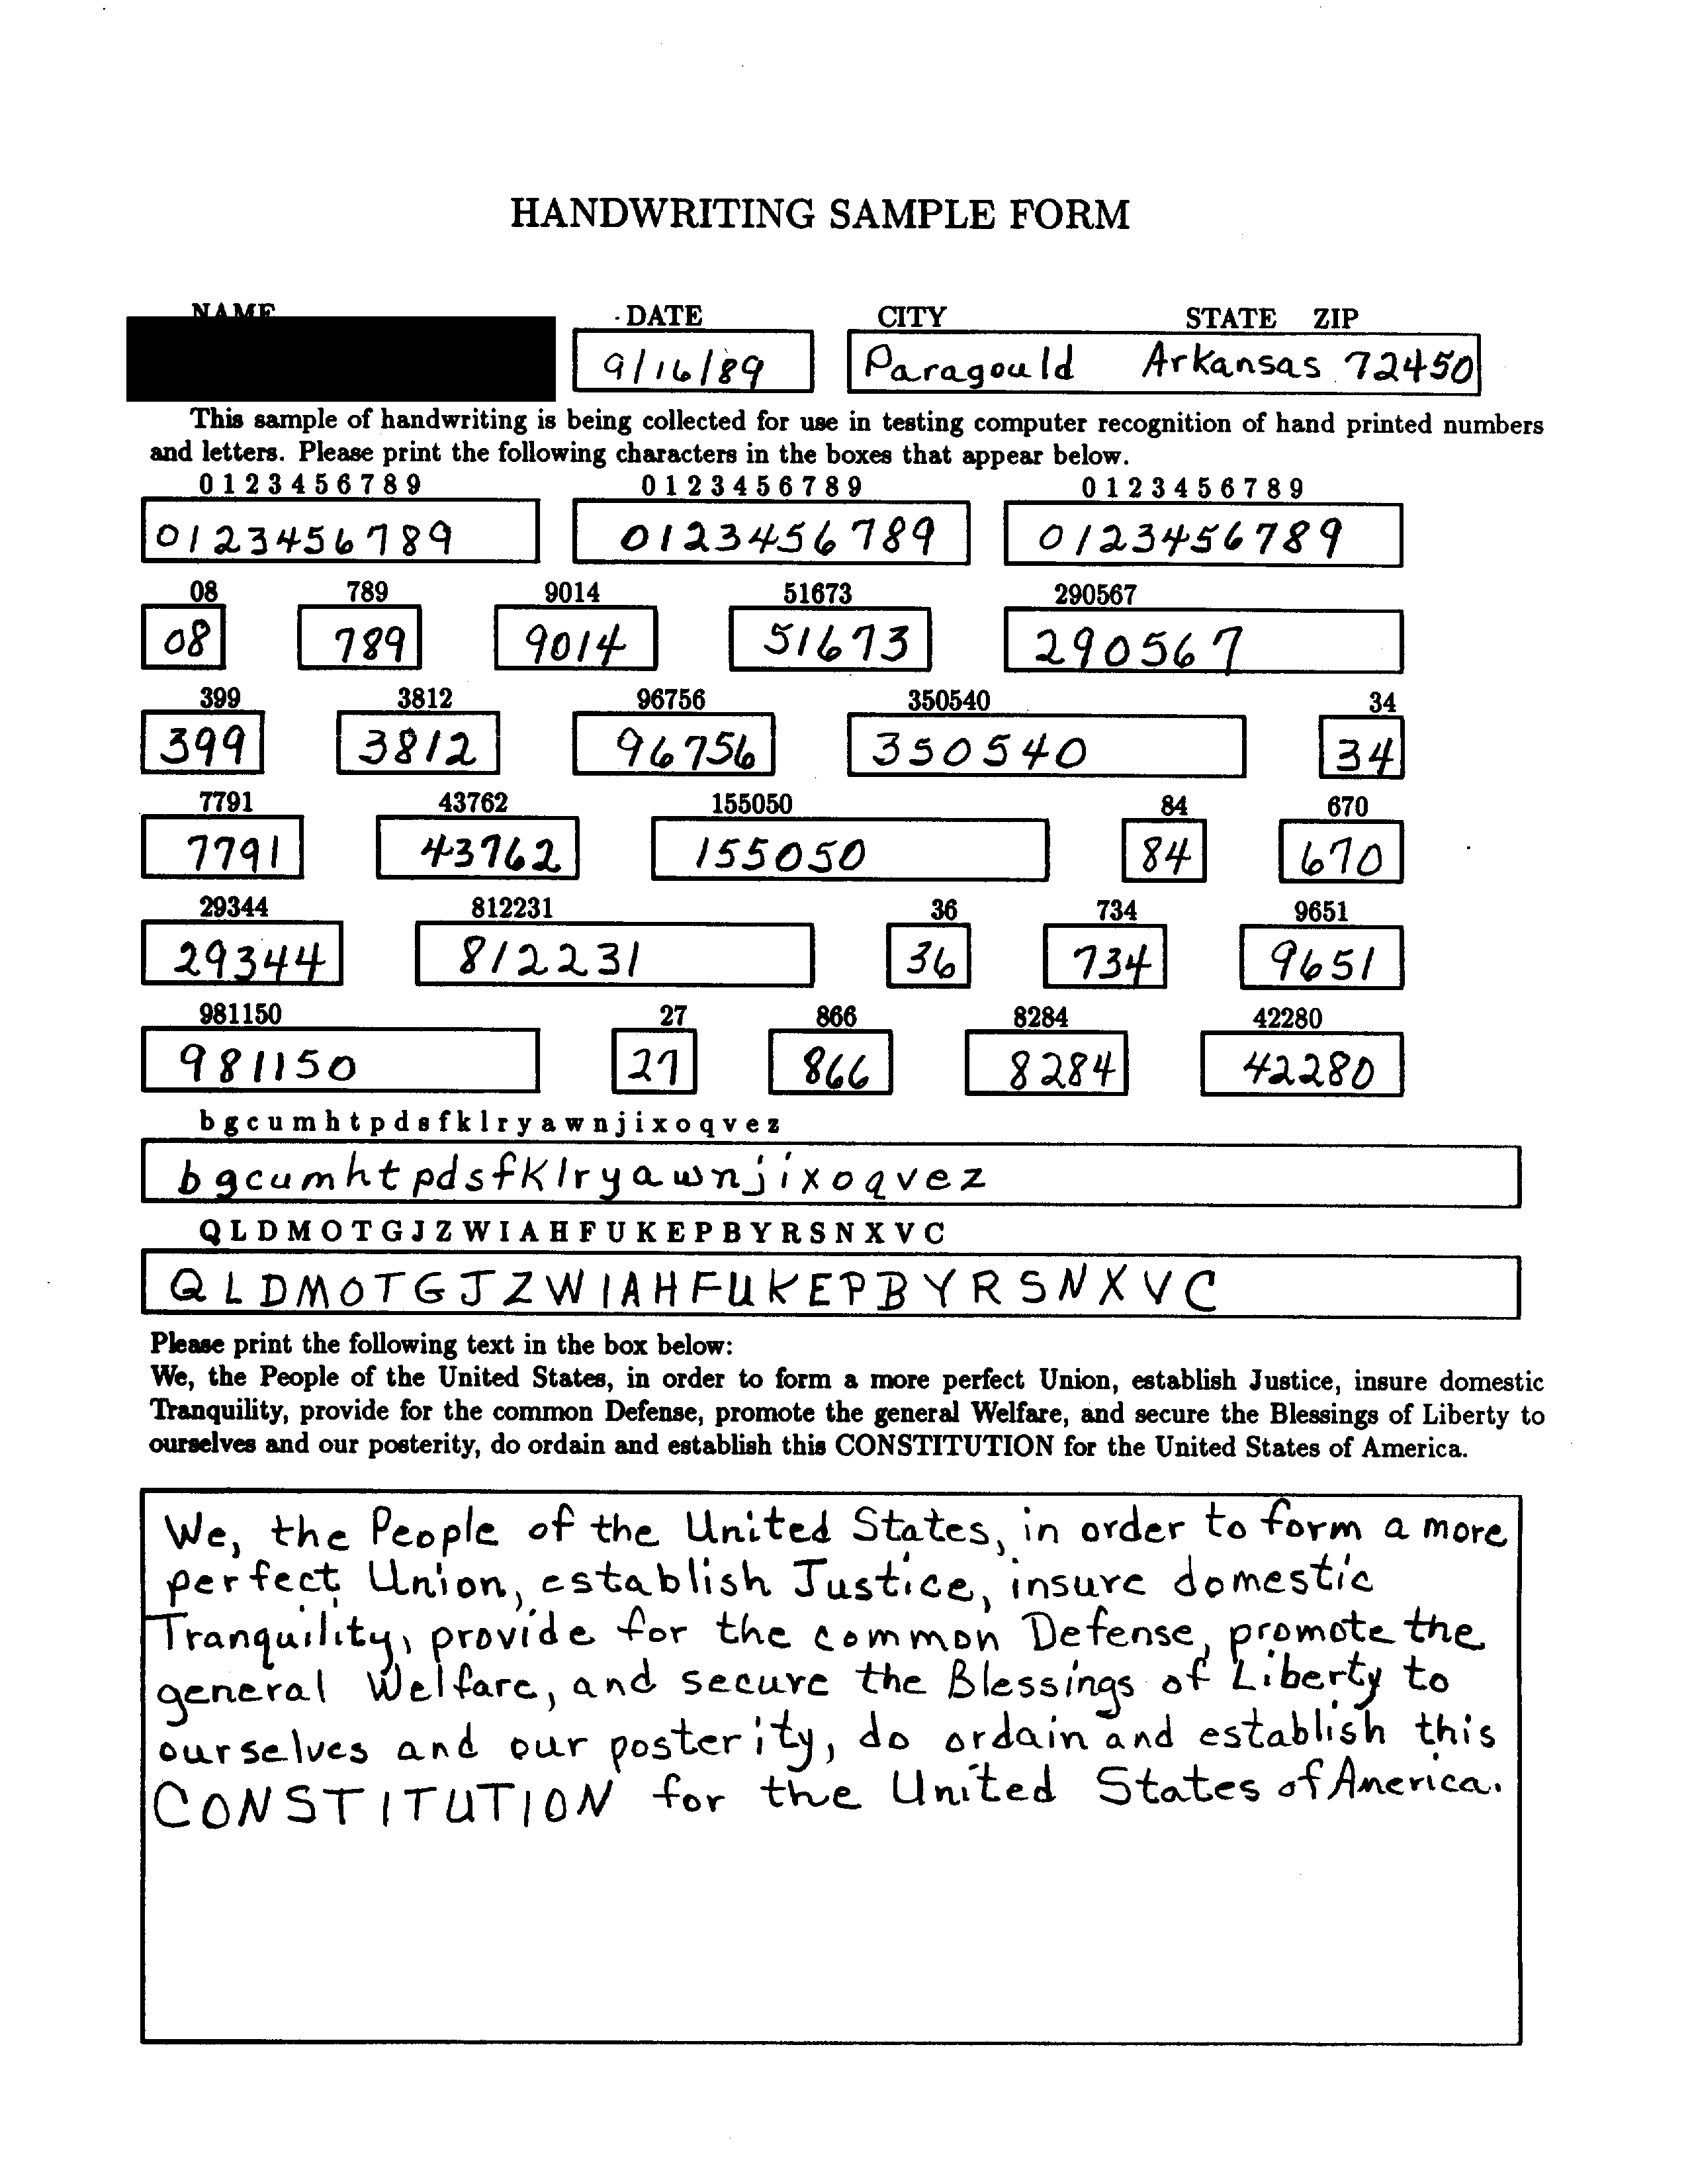 HANDWRITING SAMPLE FORM
NAME DATE CITY STATE ZIP
9/16/89 Paragould Arkansas 72450
This sample of handwriting is being collected for use in testing computer recognition of hand printed numbers
and letters. Please print the following characters in the boxes that appear below.
0 1 2 3 4 5 6 7 8 9 0 1 2 3 4 5 6 7 8 9 0 1 2 3 4 5 6 7 8 9
0123456789 0123456789 0123456789
08 789 9014 51673 290567
08 789 9014 51673 290567
399 3812 96756 350540 34
399 3812 96756 350540 34
7791 43762 155050 84 670
7791 43762 155050 84 670
29344 812231 36 734 9651
29344 812231 36 734 9651
981150 27 866 8284 42280
981150 27 866 8284 42280
b g c u m h t p d s f k l r y a w n j i x o q v e z
bgcumhtpdsfklryawnjixoqvez
Q L D M O T G J Z W I A H F U K E P B Y R S N X V C
QLDMOTGJZWIAHFUKEPBYRSNXVC
Please print the following text in the box below:
We, the People of the United States, in order to form a more perfect Union, establish Justice, insure domestic
Tranquility, provide for the common Defense, promote the general Welfare, and secure the Blessings of Liberty to
ourselves and our posterity, do ordain and establish this CONSTITUTION for the United States of America.
We, the People of the United States, in order to form a more
perfect Union, establish Justice, insure domestic
Tranquility, provide for the common Defense, promote the
general Welfare, and secure the Blessings of Liberty to
ourselves and our posterity, do ordain and establish this
CONSTITUTION for the United States of America.